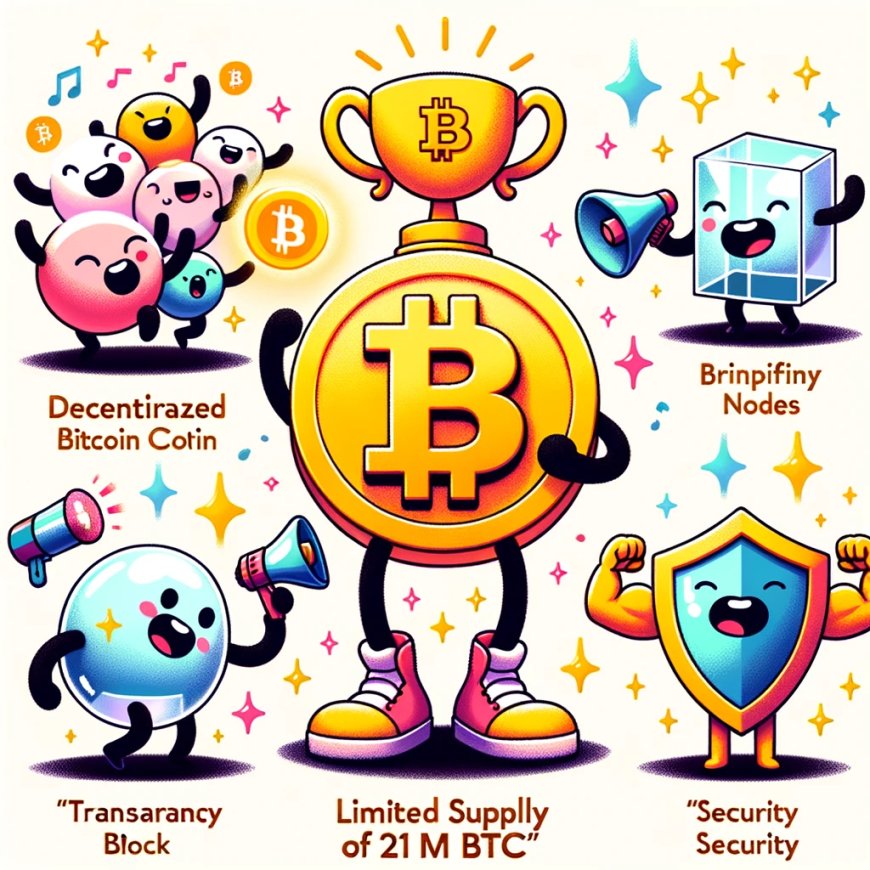 Decentirazed
Bitcoin Cotin
Brinpifiny
Nodes
"Transarancy
Block
Limited Supplly
of 21 M BTC"
"Security
Security